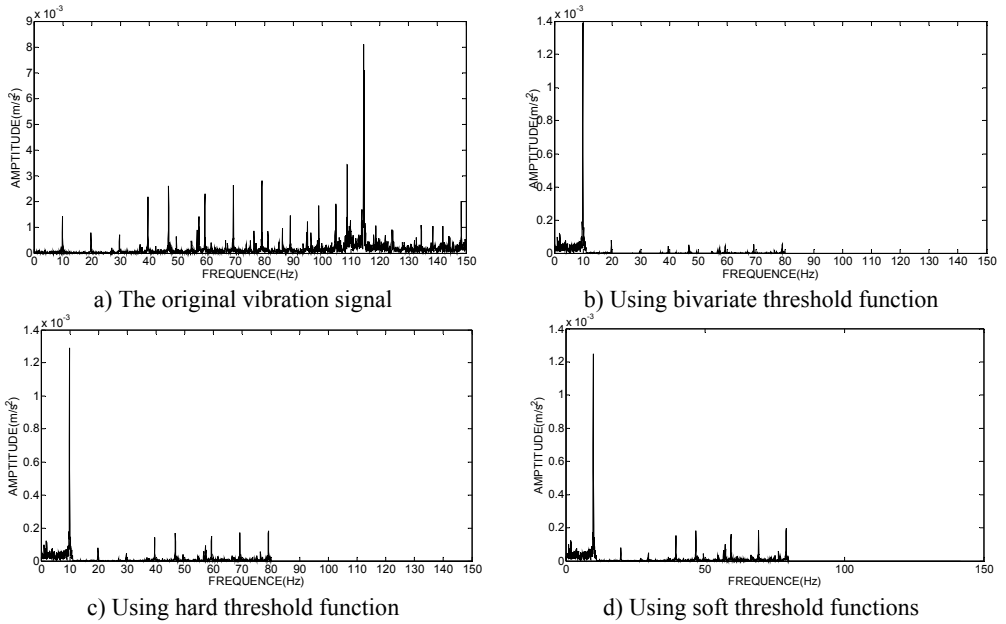 x 10⁻³
9
8
7
6
5
4
3
2
1
0
AMPTITUDE(m/s²)
0 10 20 30 40 50 60 70 80 90 100 110 120 130 140 150
FREQUENCE(Hz)
a) The original vibration signal
x 10⁻³
1.4
1.2
1
0.8
0.6
0.4
0.2
0
AMPTITUDE(m/s²)
0 10 20 30 40 50 60 70 80 90 100 110 120 130 140 150
FREQUENCE(Hz)
b) Using bivariate threshold function
x 10⁻³
1.4
1.2
1
0.8
0.6
0.4
0.2
0
AMPLITUDE(m/s²)
0 10 20 30 40 50 60 70 80 90 100 110 120 130 140 150
FREQUENCE(Hz)
c) Using hard threshold function
x 10⁻³
1.4
1.2
1
0.8
0.6
0.4
0.2
0
AMPLITUDE(m/s²)
0 50 100 150
FREQUENCE(Hz)
d) Using soft threshold functions